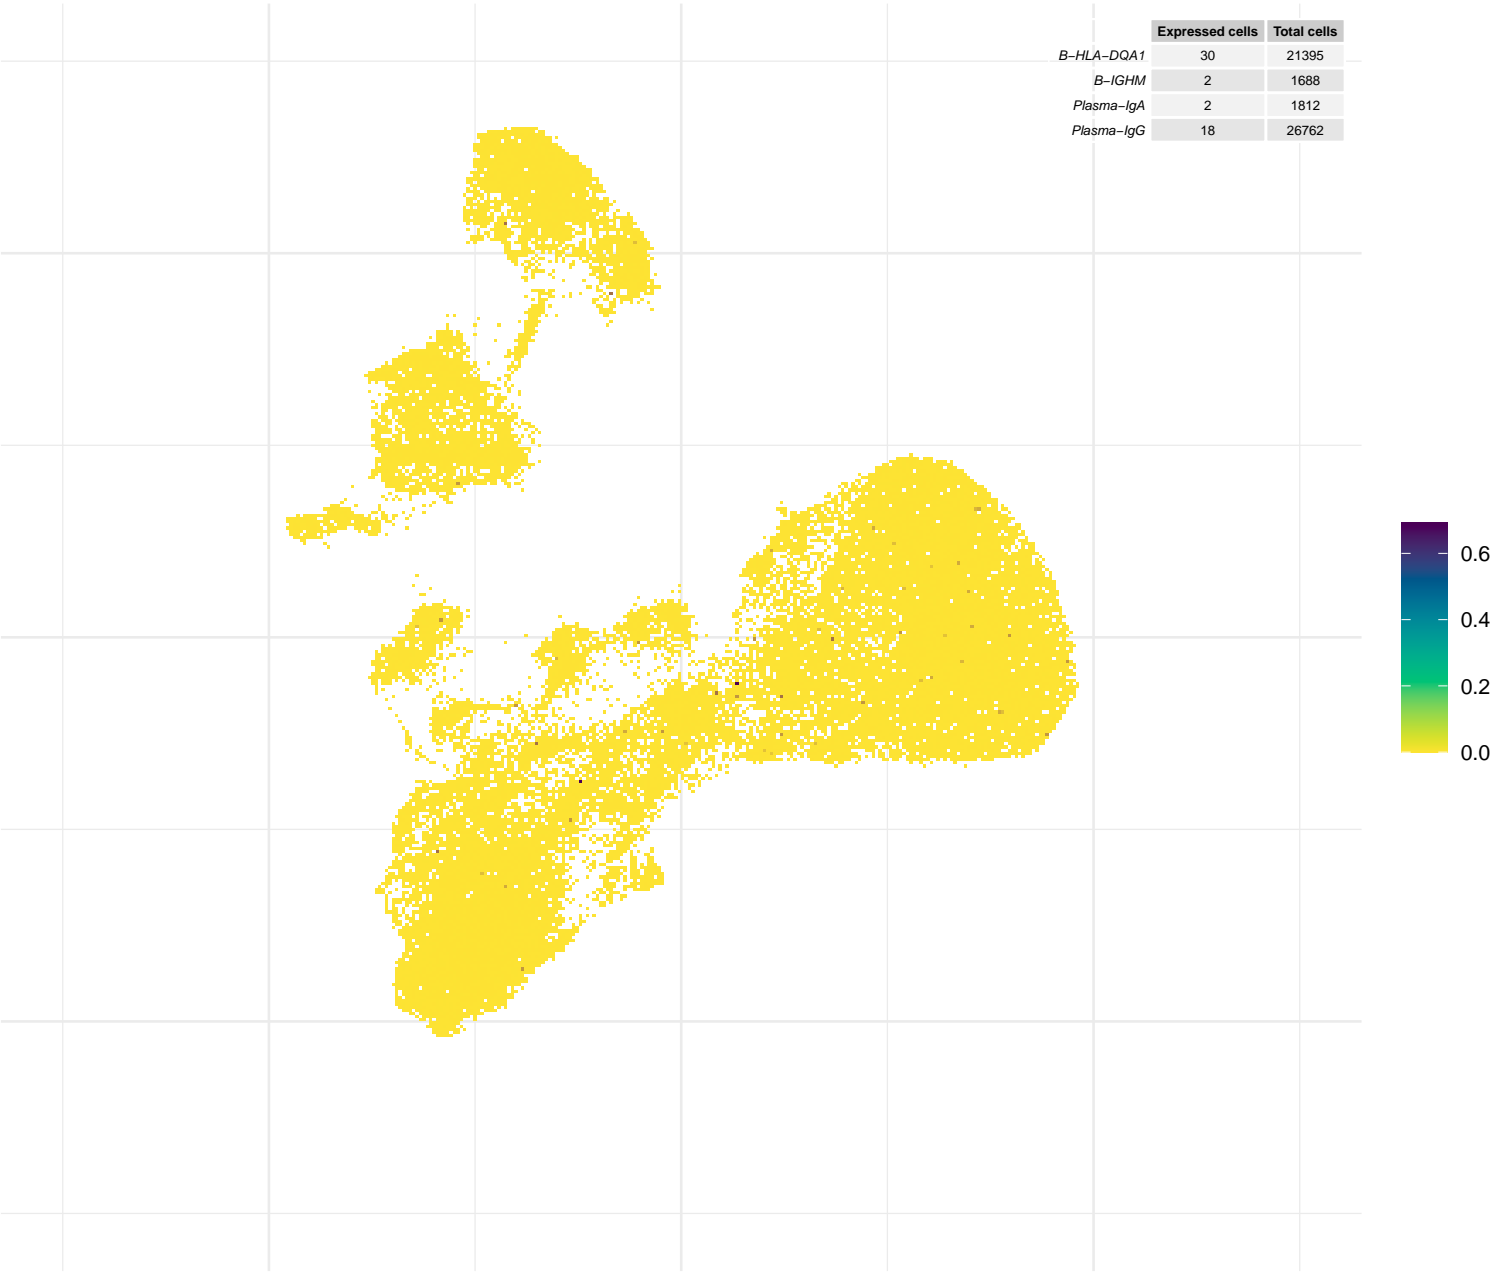 Expressed cells Total cells
B−HLA−DQA1 30 21395
B−IGHM 2 1688
Plasma−IgA 2 1812
Plasma−IgG 18 26762
0.6
0.4
0.2
0.0